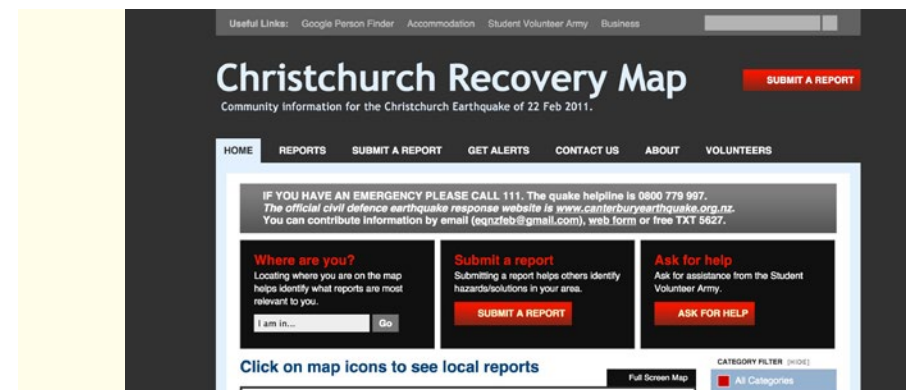 Useful Links: Google Person Finder Accommodation Student Volunteer Army Business
Christchurch Recovery Map
SUBMIT A REPORT
Community information for the Christchurch Earthquake of 22 Feb 2011.
HOME REPORTS SUBMIT A REPORT GET ALERTS CONTACT US ABOUT VOLUNTEERS
IF YOU HAVE AN EMERGENCY PLEASE CALL 111. The quake helpline is 0800 779 997.
The official civil defence earthquake response website is www.canterburyearthquake.org.nz.
You can contribute information by email (eqnzfeb@gmail.com), web form or free TXT 5627.
Where are you?
Locating where you are on the map
helps identify what reports are most
relevant to you.
I am in... Go
Submit a report
Submitting a report helps others identify
hazards/solutions in your area.
SUBMIT A REPORT
Ask for help
Ask for assistance from the Student
Volunteer Army.
ASK FOR HELP
Click on map icons to see local reports
Full Screen Map
CATEGORY FILTER [HIDE]
All Categories